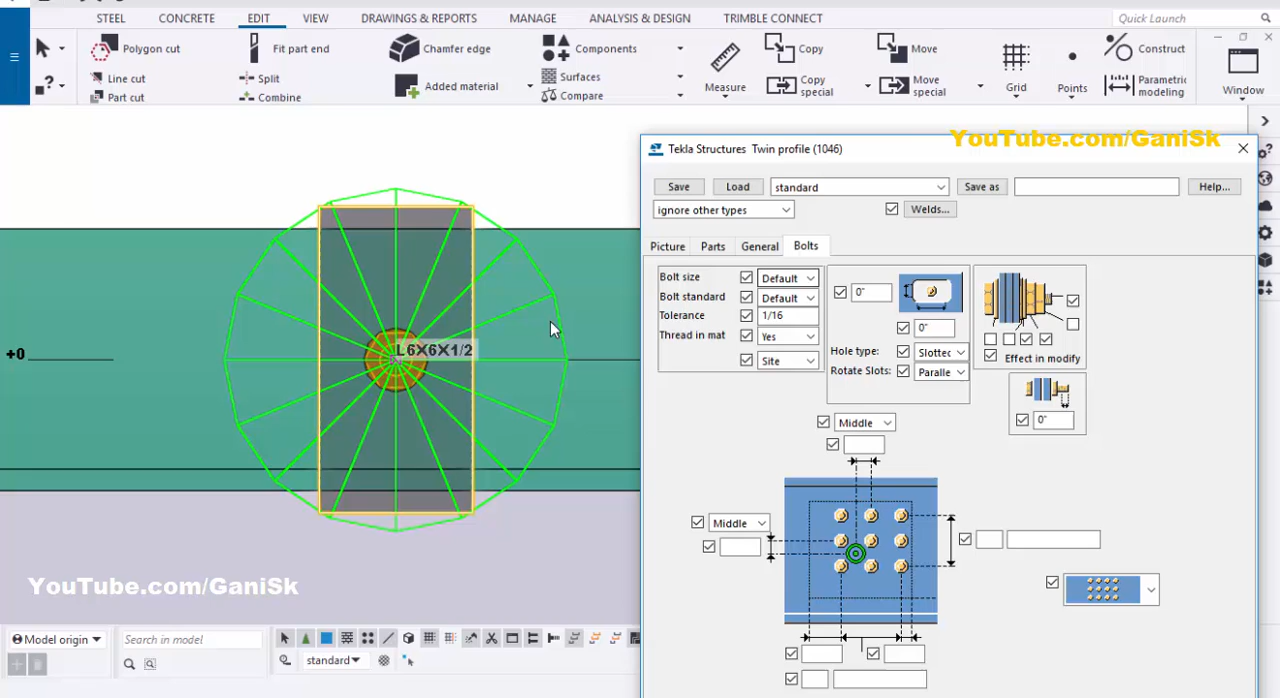 STEEL CONCRETE EDIT VIEW DRAWINGS & REPORTS MANAGE ANALYSIS & DESIGN TRIMBLE CONNECT Quick Launch
Polygon cut Fit part end Chamfer edge Components Copy Move Construct
Line cut Split Added material Surfaces Measure Copy special Move special Grid Points Parametric modeling Window
Part cut Combine Compare
YouTube.com/GaniSk
Tekla Structures Twin profile (1046)
Save Load standard Save as Help...
ignore other types Welds...
Picture Parts General Bolts
Bolt size Default 0"
Bolt standard Default
Tolerance 1/16 0"
Thread in mat Yes
Hole type: Slottec
Effect in modify
Site
Rotate Slots: Paralle
0"
Middle
Middle
+0
L6X6X1/2
YouTube.com/GaniSk
Model origin Search in model
standard